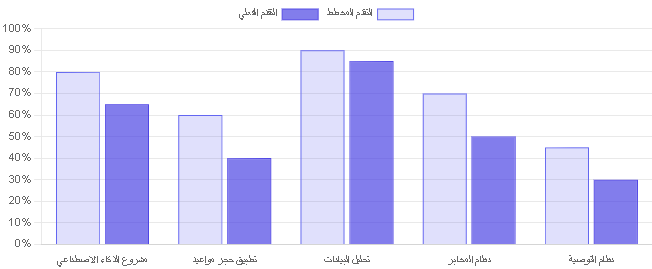 التقدم المخطط
التقدم الفعلي
100%
90%
80%
70%
60%
50%
40%
30%
20%
10%
0%
مشروع الذكاء الاصطناعي
تطبيق حجز مواعيد
تحليل البيانات
نظام المخابر
نظام التوصية